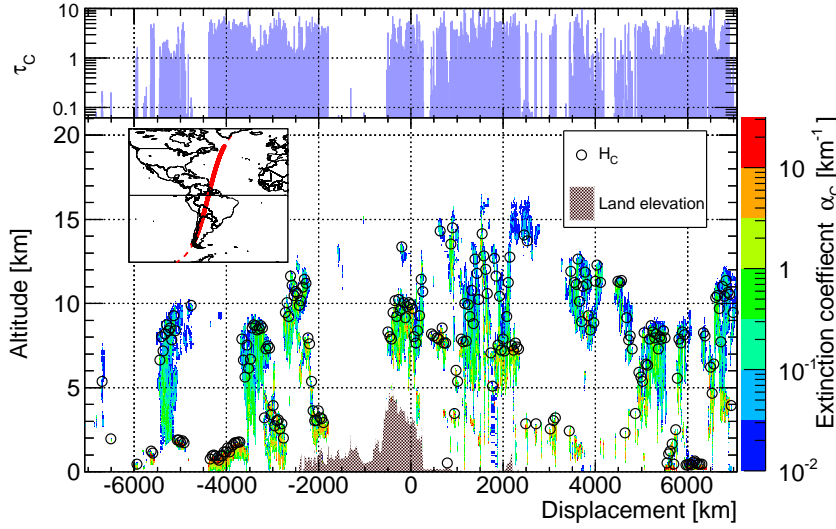 10
1
0.1
τC
20
15
10
5
0
Altitude [km]
HC
Land elevation
-6000 -4000 -2000 0 2000 4000 6000
Displacement [km]
10
1
10-1
10-2
Extinction coeffiecnt αC [km-1]